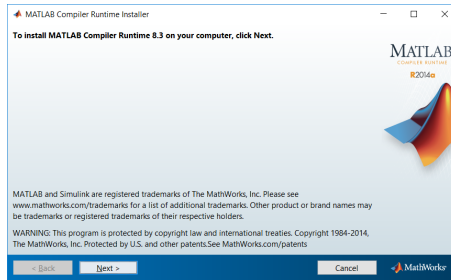 MATLAB Compiler Runtime Installer
To install MATLAB Compiler Runtime 8.3 on your computer, click Next.
MATLAB
COMPILER RUNTIME
R2014a
MATLAB and Simulink are registered trademarks of The MathWorks, Inc. Please see
www.mathworks.com/trademarks for a list of additional trademarks. Other product or brand names may
be trademarks or registered trademarks of their respective holders.
WARNING: This program is protected by copyright law and international treaties. Copyright 1984-2014,
The MathWorks, Inc. Protected by U.S. and other patents.See MathWorks.com/patents
< Back Next > Cancel MathWorks